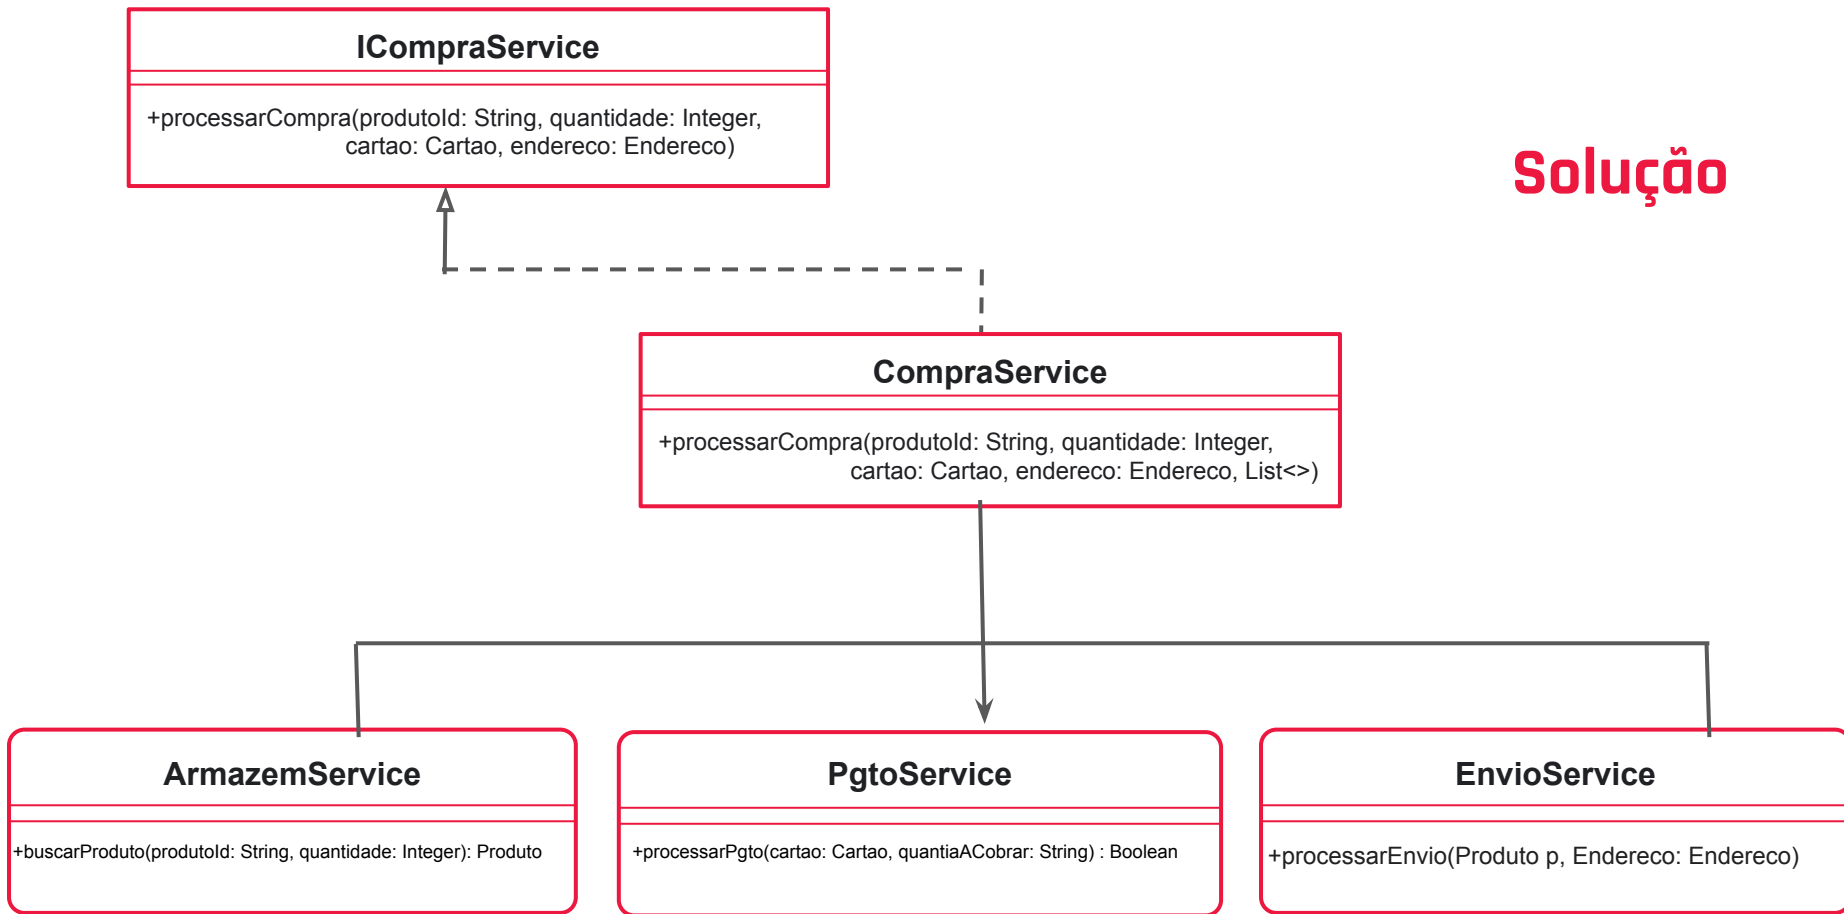 ICompraService
+processarCompra(produtoId: String, quantidade: Integer,
cartao: Cartao, endereco: Endereco)
Solução
CompraService
+processarCompra(produtoId: String, quantidade: Integer,
cartao: Cartao, endereco: Endereco, List<>)
ArmazemService
+buscarProduto(produtoId: String, quantidade: Integer): Produto
PgtoService
+processarPgto(cartao: Cartao, quantiaACobrar: String) : Boolean
EnvioService
+processarEnvio(Produto p, Endereco: Endereco)